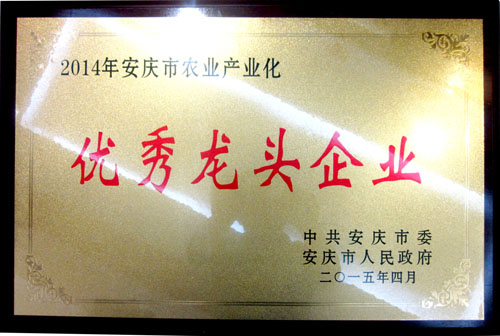 2014年安庆市农业产业化
优秀龙头企业
中共安庆市委
安庆市人民政府
二〇一五年四月